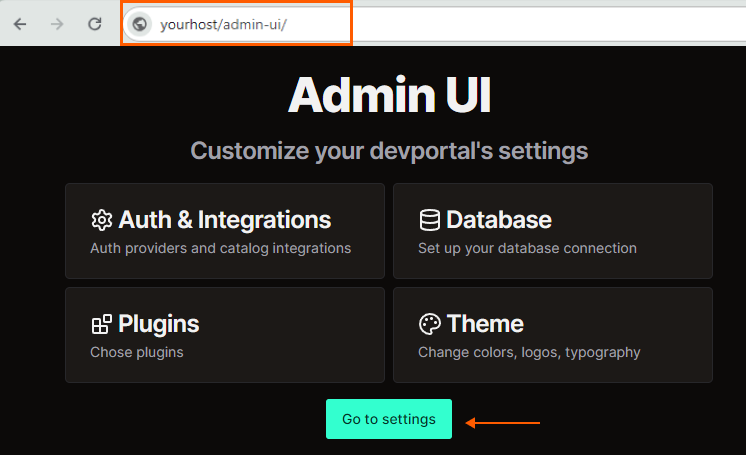 yourhost/admin-ui/
Admin UI
Customize your devportal's settings
Auth & Integrations
Auth providers and catalog integrations
Database
Set up your database connection
Plugins
Chose plugins
Theme
Change colors, logos, typography
Go to settings